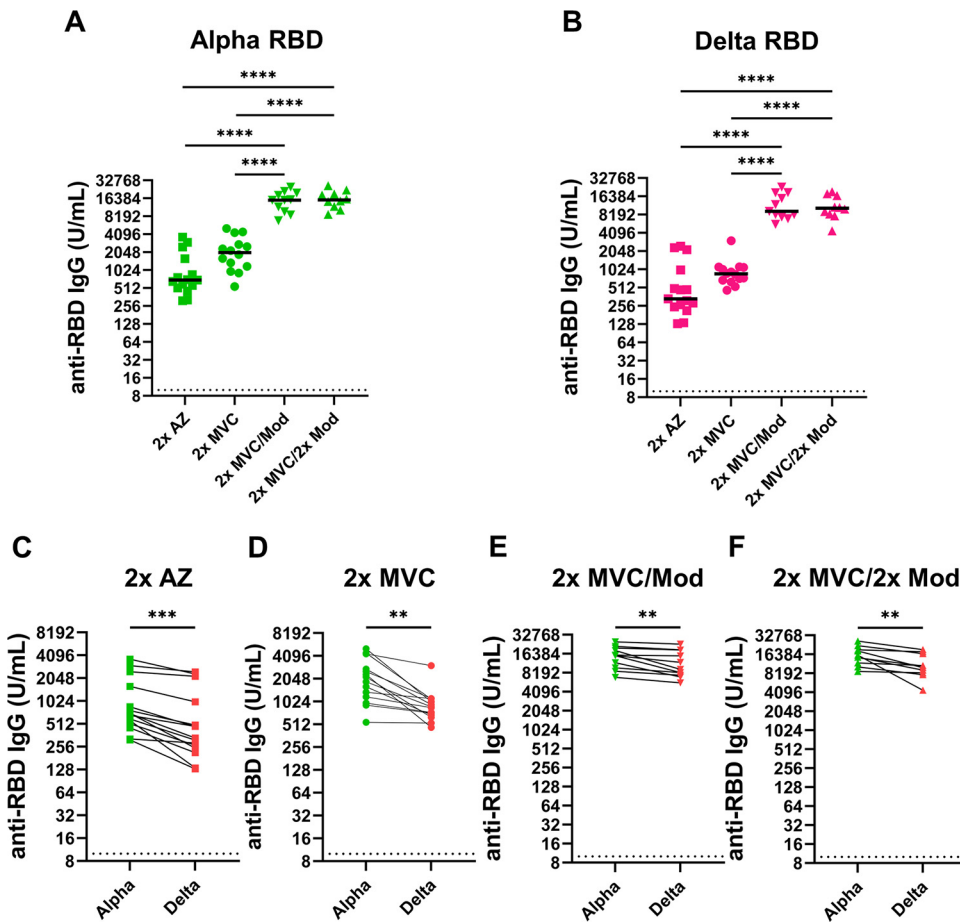 A
Alpha RBD
****
****
****
****
anti-RBD IgG (U/mL)
32768
16384
8192
4096
2048
1024
512
256
128
64
32
16
8
2x AZ
2x MVC
2x MVC/Mod
2x MVC/2x Mod
B
Delta RBD
****
****
****
****
anti-RBD IgG (U/mL)
32768
16384
8192
4096
2048
1024
512
256
128
64
32
16
8
2x AZ
2x MVC
2x MVC/Mod
2x MVC/2x Mod
C
2x AZ
***
anti-RBD IgG (U/mL)
8192
4096
2048
1024
512
256
128
64
32
16
8
Alpha
Delta
D
2x MVC
**
anti-RBD IgG (U/mL)
8192
4096
2048
1024
512
256
128
64
32
16
8
Alpha
Delta
E
2x MVC/Mod
**
anti-RBD IgG (U/mL)
32768
16384
8192
4096
2048
1024
512
256
128
64
32
16
8
Alpha
Delta
F
2x MVC/2x Mod
**
anti-RBD IgG (U/mL)
32768
16384
8192
4096
2048
1024
512
256
128
64
32
16
8
Alpha
Delta